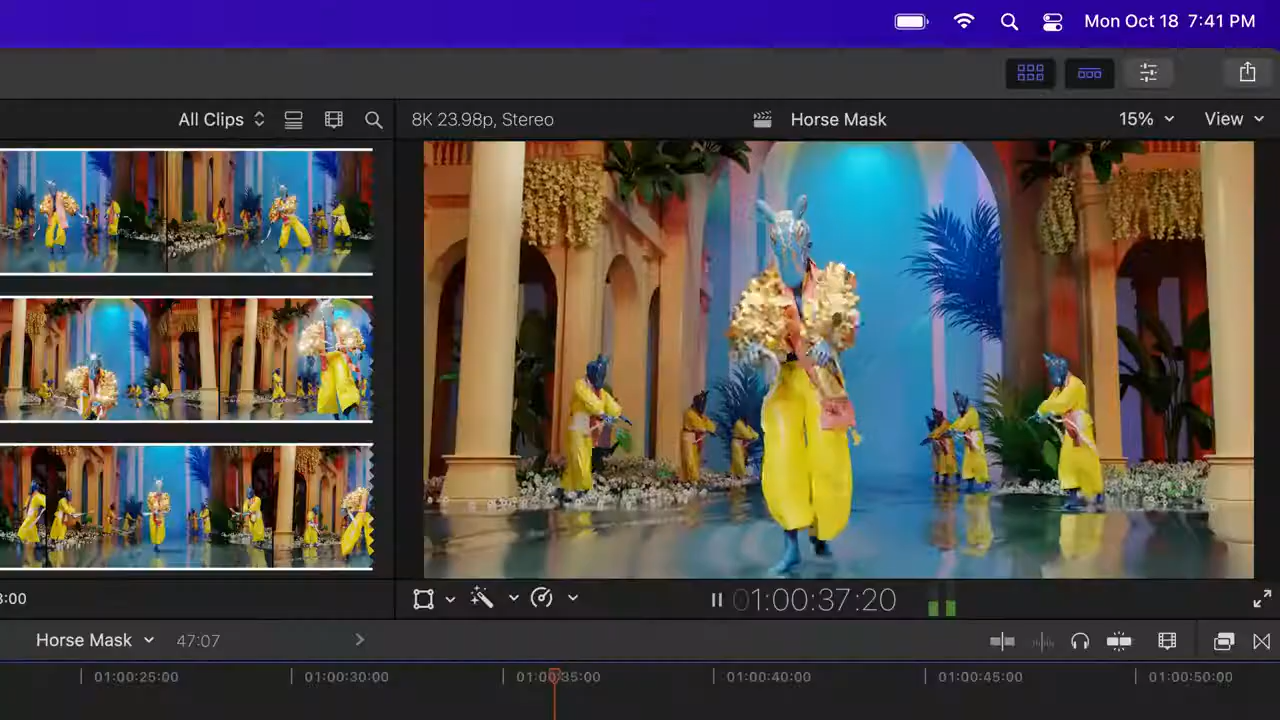 Mon Oct 18 7:41 PM
All Clips
8K 23.98p, Stereo
Horse Mask
15%
View
3:00
01:00:37:20
Horse Mask
47:07
01:00:25:00
01:00:30:00
01:00:35:00
01:00:40:00
01:00:45:00
01:00:50:00